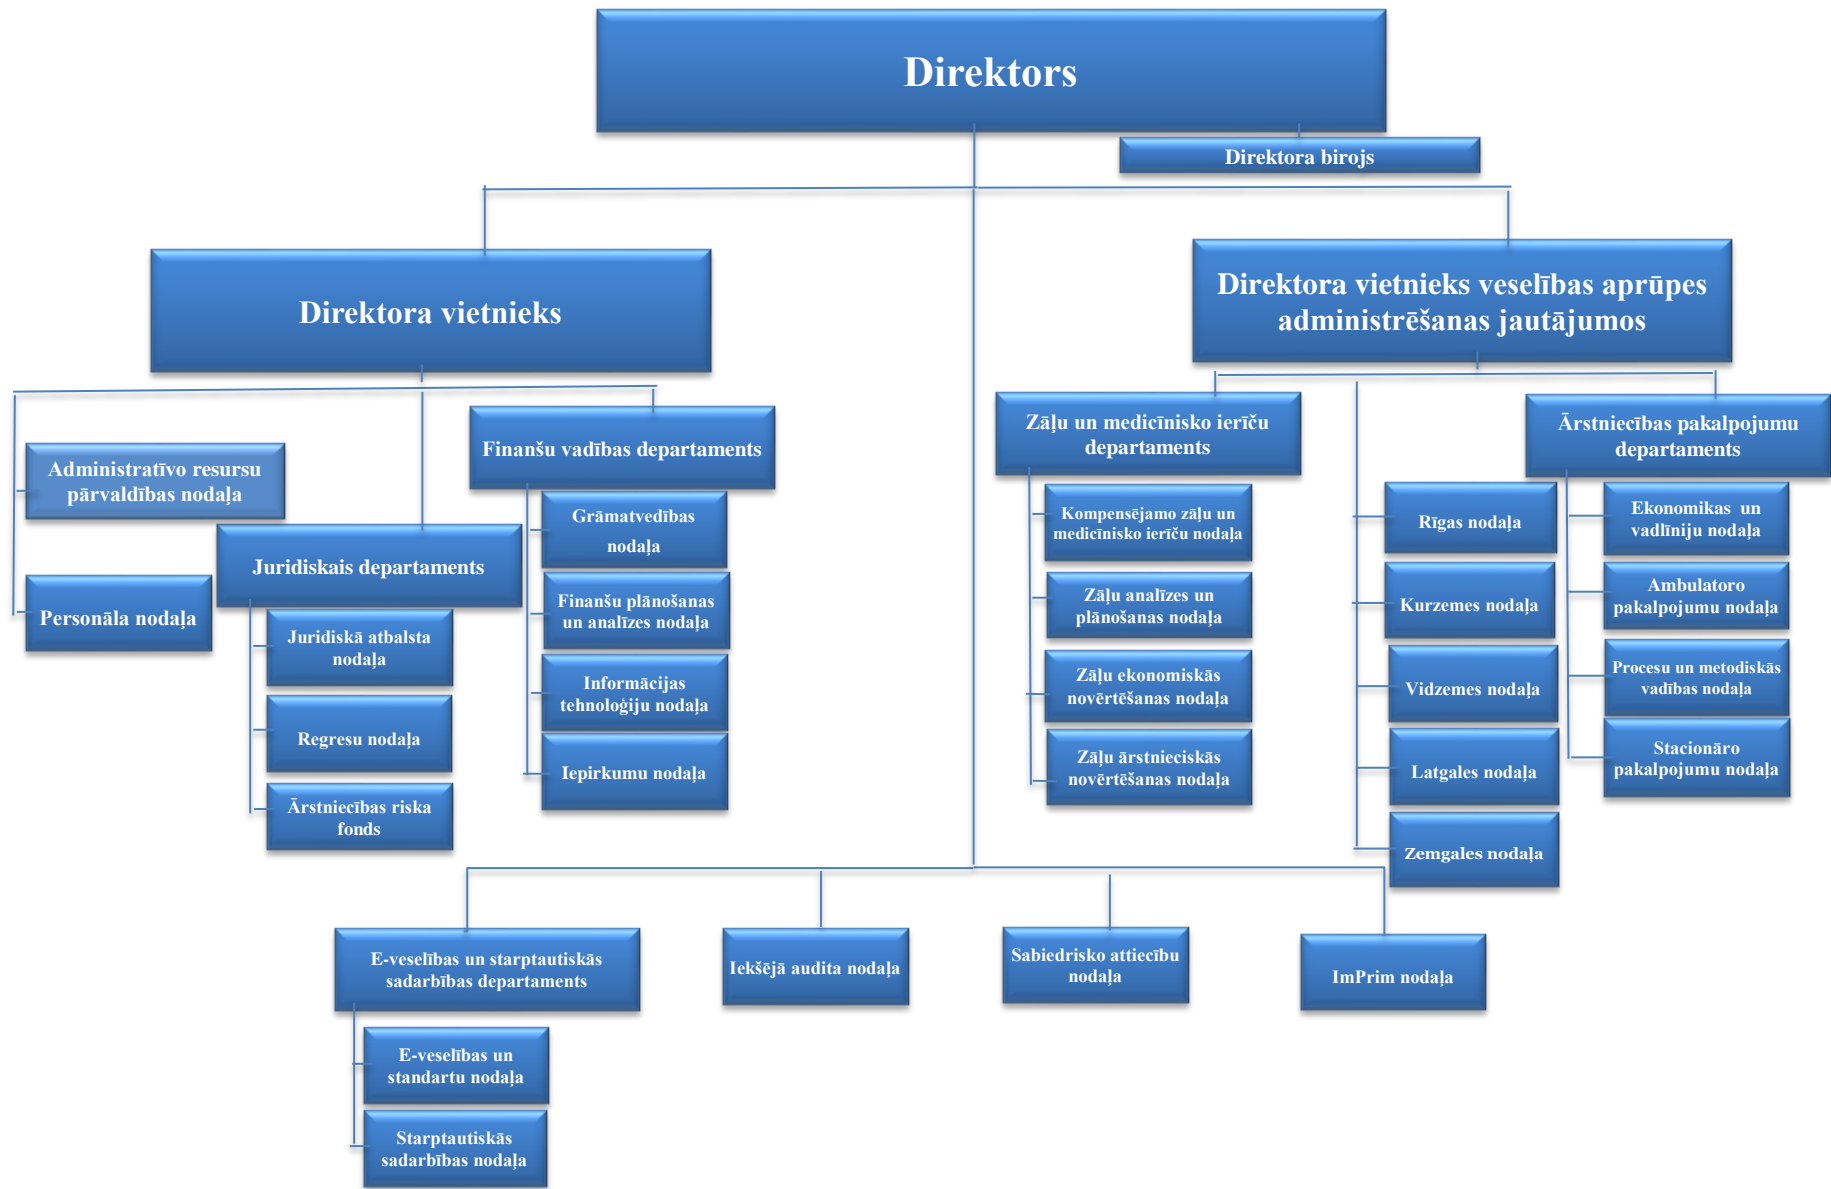 Direktors
Direktora birojs
Direktora vietnieks
Direktora vietnieks veselības aprūpes
administrēšanas jautājumos
Administratīvo resursu
pārvaldības nodaļa
Personāla nodaļa
Juridiskais departaments
Juridiskā atbalsta
nodaļa
Regresu nodaļa
Ārstniecības riska
fonds
Finanšu vadības departaments
Grāmatvedības
nodaļa
Finanšu plānošanas
un analīzes nodaļa
Informācijas
tehnoloģiju nodaļa
Iepirkumu nodaļa
Zāļu un medicīnisko ierīču
departaments
Kompensējamo zāļu un
medicīnisko ierīču nodaļa
Zāļu analīzes un
plānošanas nodaļa
Zāļu ekonomiskās
novērtēšanas nodaļa
Zāļu ārstnieciskās
novērtēšanas nodaļa
Rīgas nodaļa
Kurzemes nodaļa
Vidzemes nodaļa
Latgales nodaļa
Zemgales nodaļa
Ārstniecības pakalpojumu
departaments
Ekonomikas un
vadlīniju nodaļa
Ambulatoro
pakalpojumu nodaļa
Procesu un metodiskās
vadības nodaļa
Stacionāro
pakalpojumu nodaļa
E-veselības un starptautiskās
sadarbības departaments
E-veselības un
standartu nodaļa
Starptautiskās
sadarbības nodaļa
Iekšējā audita nodaļa
Sabiedrisko attiecību
nodaļa
ImPrim nodaļa